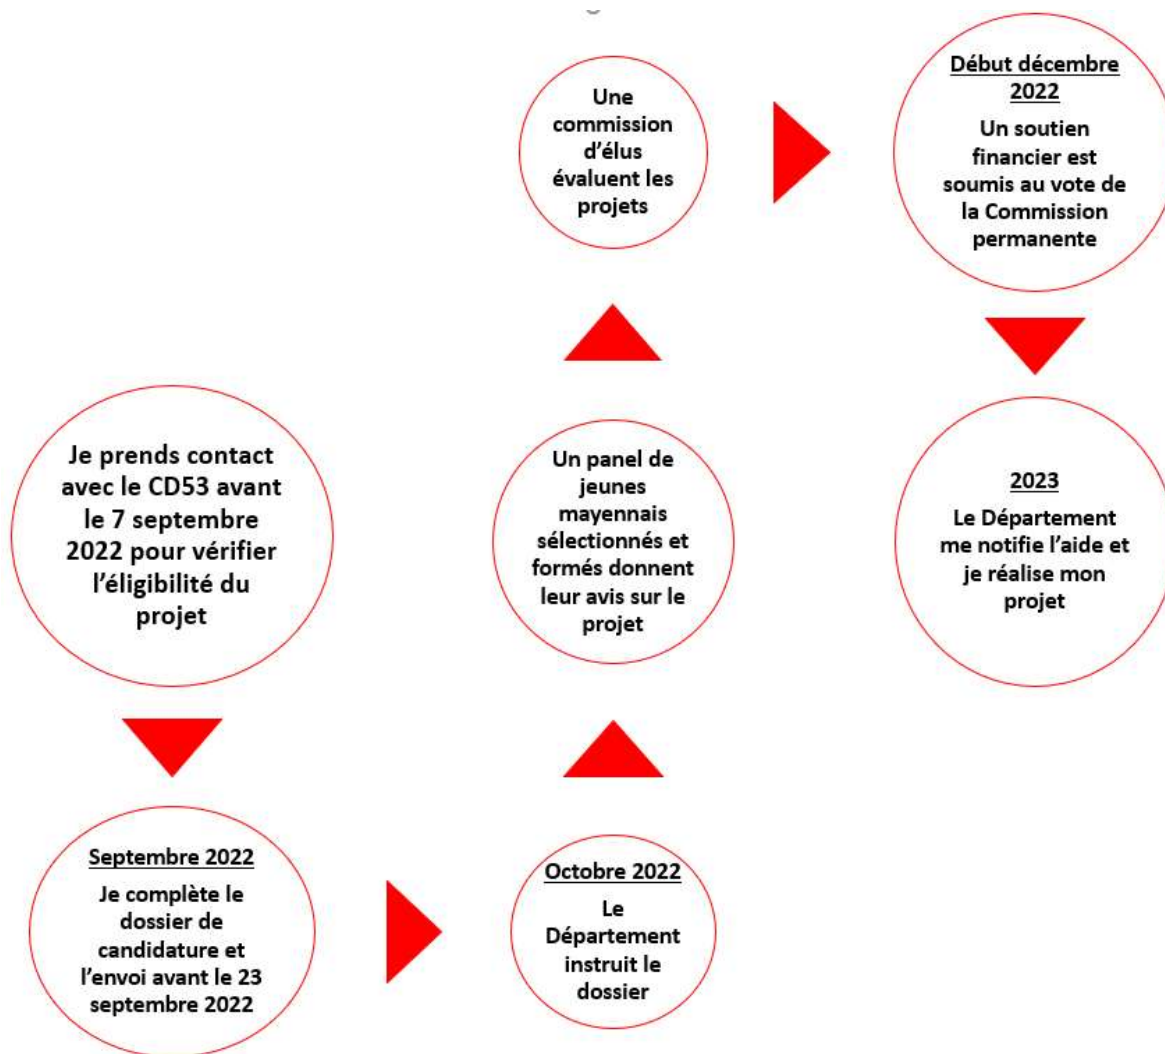 Je prends contact
avec le CD53 avant
le 7 septembre
2022 pour vérifier
l'éligibilité du
projet
Septembre 2022
Je complète le
dossier de
candidature et
l'envoi avant le 23
septembre 2022
Octobre 2022
Le
Département
instruit le
dossier
Un panel de
jeunes
mayennais
sélectionnés et
formés donnent
leur avis sur le
projet
Une
commission
d'élus
évaluent les
projets
Début décembre
2022
Un soutien
financier est
soumis au vote de
la Commission
permanente
2023
Le Département
me notifie l'aide et
je réalise mon
projet